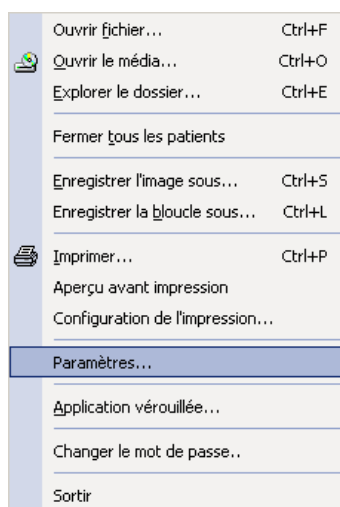 Ouvrir fichier... Ctrl+F
Ouvrir le média... Ctrl+O
Explorer le dossier... Ctrl+E
Fermer tous les patients
Enregistrer l'image sous... Ctrl+S
Enregistrer la bloucle sous... Ctrl+L
Imprimer... Ctrl+P
Aperçu avant impression
Configuration de l'impression...
Paramètres...
Application vérouillée...
Changer le mot de passe..
Sortir